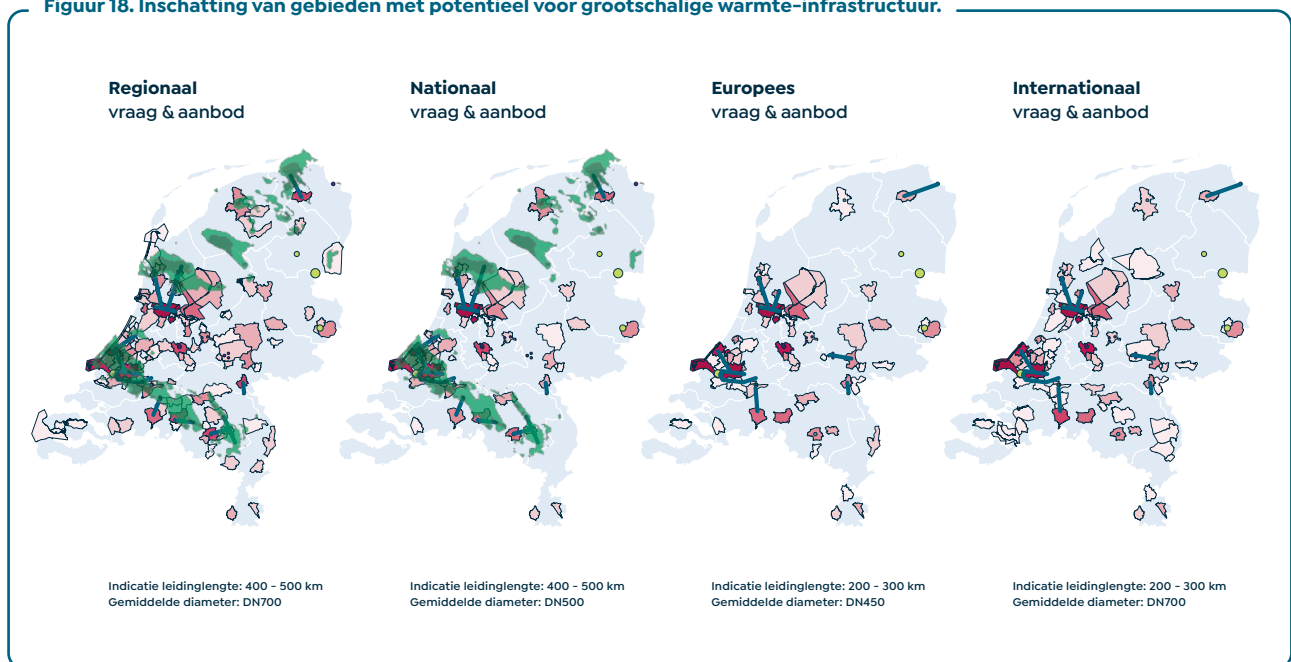 Figuur 18. Inschatting van gebieden met potentieel voor grootschalige warmte-infrastructuur.
Regionaal
vraag & aanbod
Nationaal
vraag & aanbod
Europees
vraag & aanbod
Internationaal
vraag & aanbod
Indicatie leidinglengte: 400 - 500 km
Gemiddelde diameter: DN700
Indicatie leidinglengte: 400 - 500 km
Gemiddelde diameter: DN500
Indicatie leidinglengte: 200 - 300 km
Gemiddelde diameter: DN450
Indicatie leidinglengte: 200 - 300 km
Gemiddelde diameter: DN700